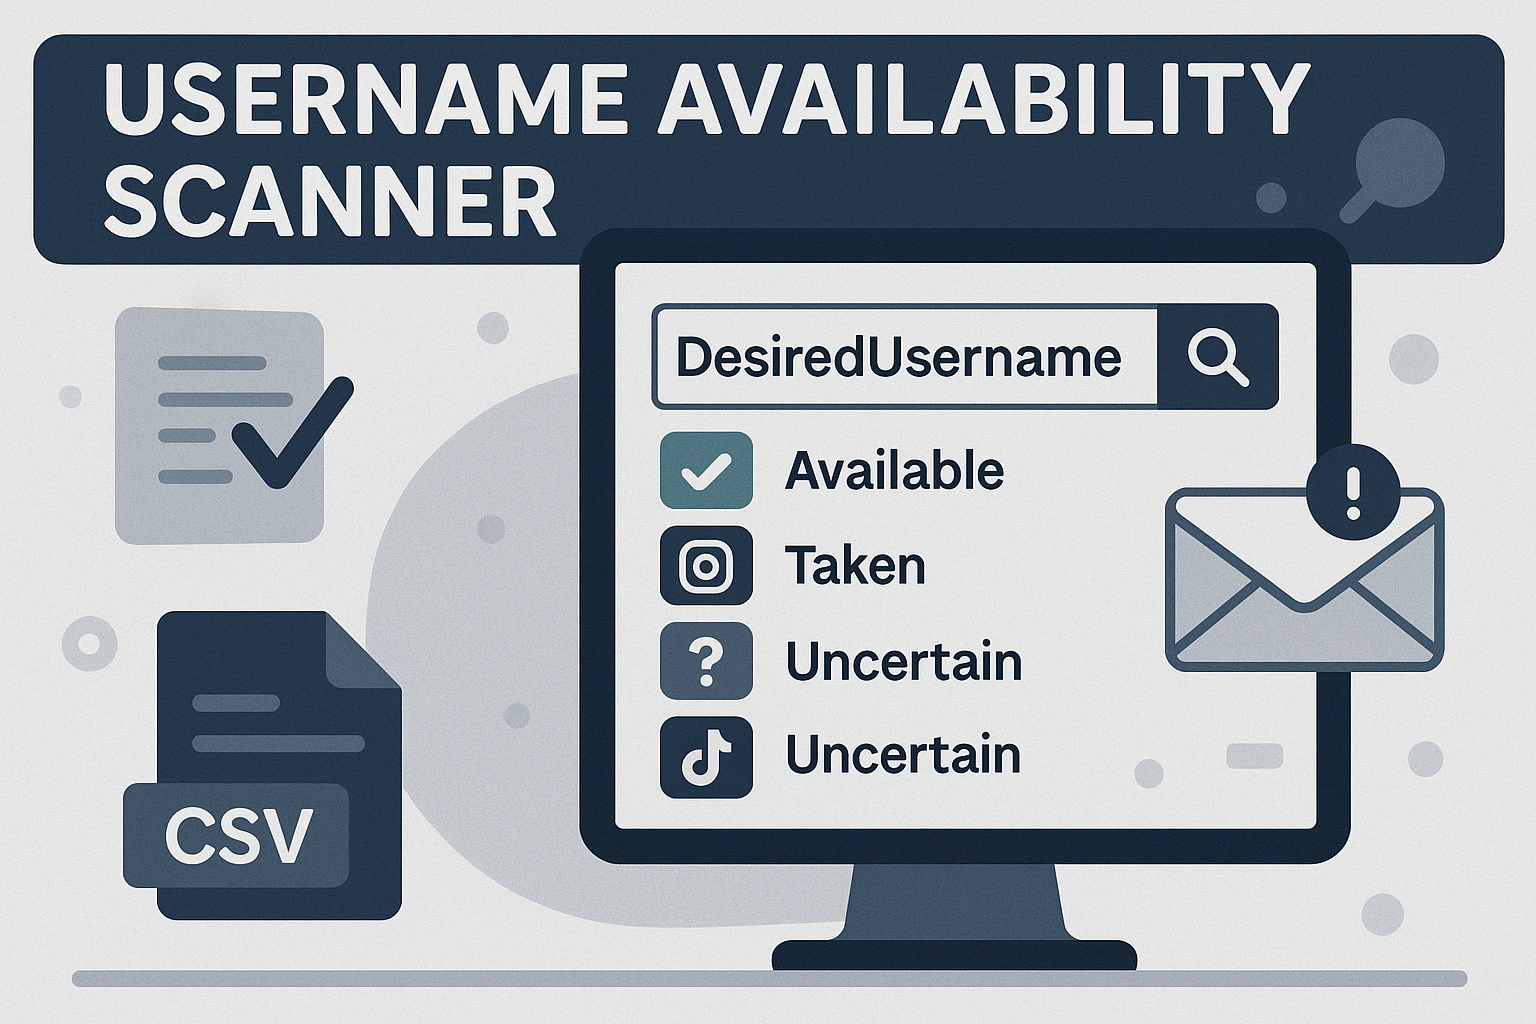 USERNAME AVAILABILITY
SCANNER
DesiredUsername
Available
Taken
? Uncertain
Uncertain
!
CSV